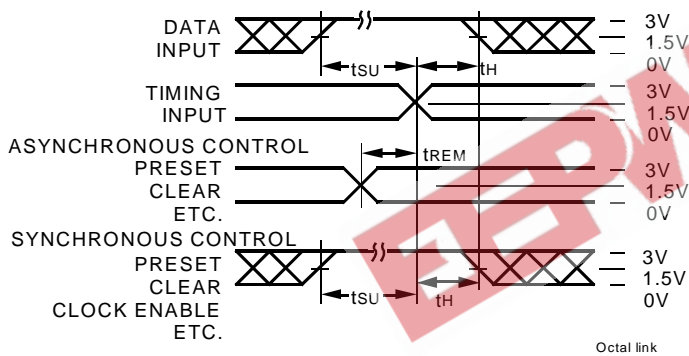 DATA
INPUT
3V
1.5V
0V
tSU
tH
TIMING
INPUT
3V
1.5V
0V
ASYNCHRONOUS CONTROL
PRESET
CLEAR
ETC.
tREM
3V
1.5V
0V
SYNCHRONOUS CONTROL
PRESET
CLEAR
CLOCK ENABLE
ETC.
3V
1.5V
0V
tSU
tH
Octal link